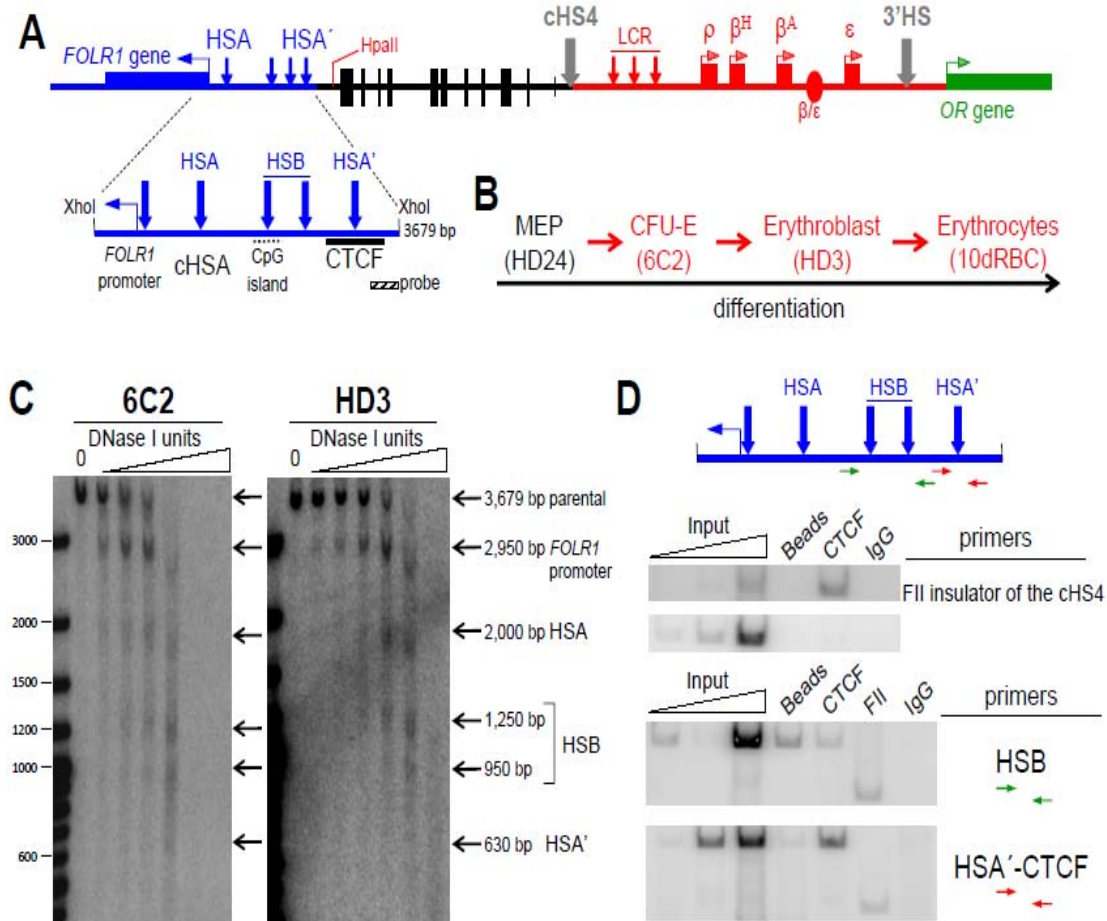 A
FOLR1 gene
HSA
HSA´
HpaII
cHS4
LCR
ρ
βᴴ
βᴬ
ε
3'HS
β/ε
OR gene
HSA
HSB
HSA'
XhoI
XhoI
3679 bp
FOLR1
promoter
cHSA
CpG
island
CTCF
probe
B
MEP
(HD24)
CFU-E
(6C2)
Erythroblast
(HD3)
Erythrocytes
(10dRBC)
differentiation
C
6C2
DNase I units
0
HD3
DNase I units
0
3000
2000
1500
1200
1000
600
3,679 bp parental
2,950 bp FOLR1
promoter
2,000 bp HSA
1,250 bp
HSB
950 bp
630 bp HSA'
D
HSA
HSB
HSA'
Input
Beads
CTCF
IgG
primers
FII insulator of the cHS4
Input
Beads
CTCF
FII
IgG
primers
HSB
HSA´-CTCF